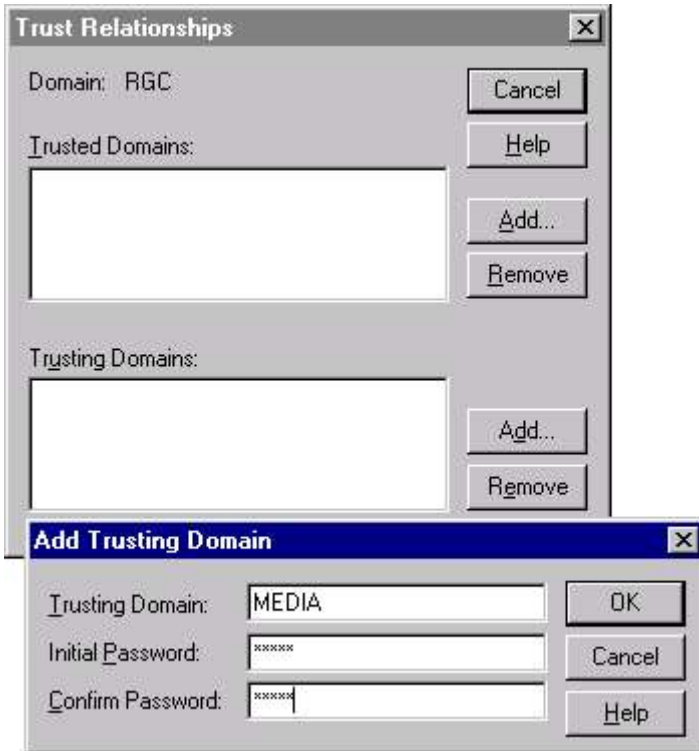 Trust Relationships
Domain: RGC
Cancel
Trusted Domains:
Help
Add...
Remove
Trusting Domains:
Add...
Remove
Add Trusting Domain
Trusting Domain: MEDIA
OK
Initial Password: *****
Cancel
Confirm Password: *****
Help